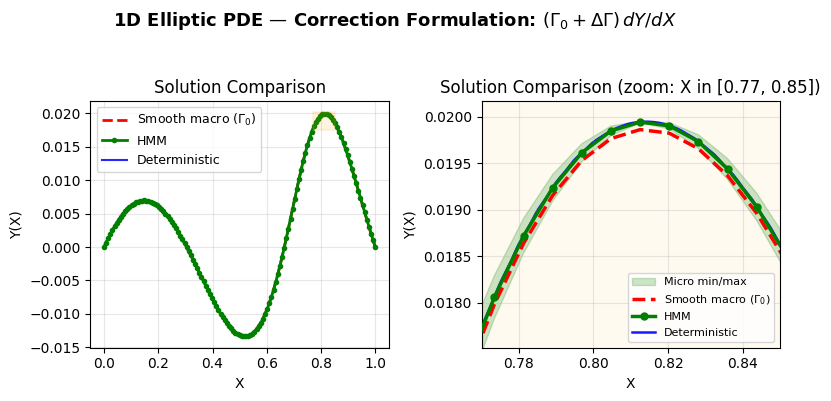 1D Elliptic PDE — Correction Formulation: (Γ₀ + ΔΓ) dY/dX
Solution Comparison
Y(X)
0.020
0.015
0.010
0.005
0.000
−0.005
−0.010
−0.015
Smooth macro (Γ₀)
HMM
Deterministic
0.0 0.2 0.4 0.6 0.8 1.0
X
Solution Comparison (zoom: X in [0.77, 0.85])
Y(X)
0.0200
0.0195
0.0190
0.0185
0.0180
Micro min/max
Smooth macro (Γ₀)
HMM
Deterministic
0.78 0.80 0.82 0.84
X